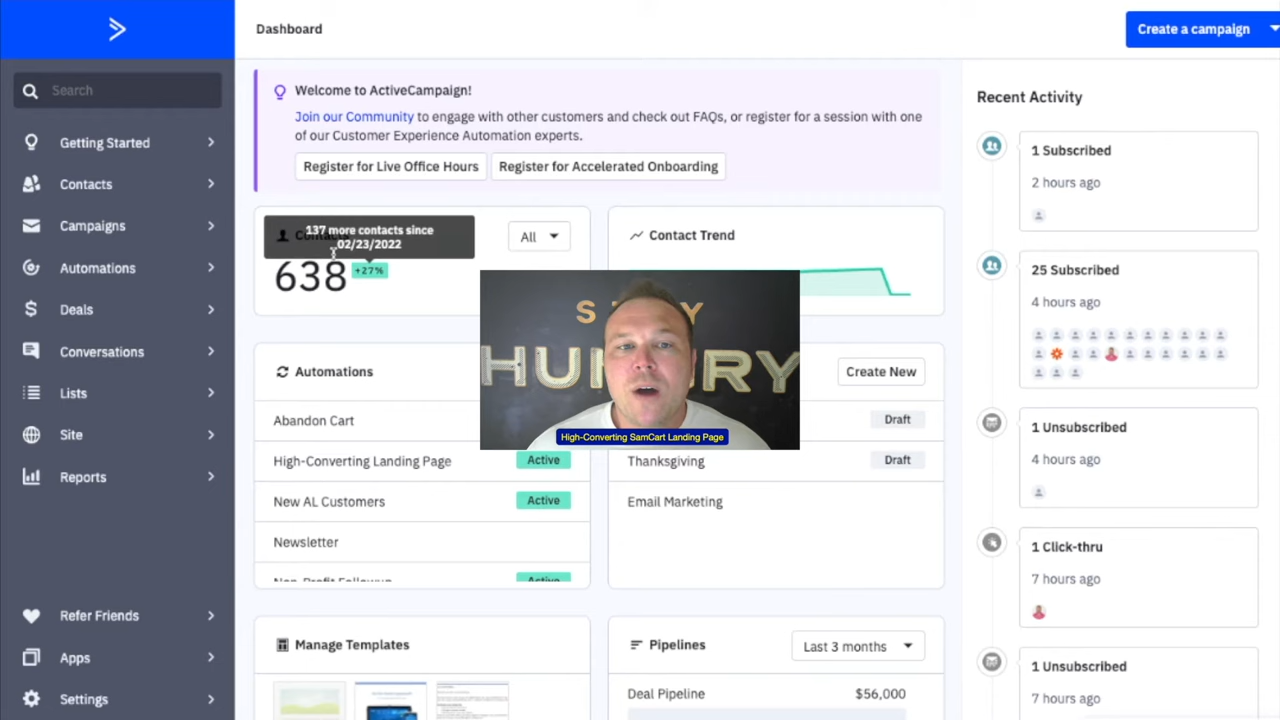 Dashboard
Create a campaign
Search
Getting Started
Contacts
Campaigns
Automations
Deals
Conversations
Lists
Site
Reports
Refer Friends
Apps
Settings
Welcome to ActiveCampaign!
Join our Community to engage with other customers and check out FAQs, or register for a session with one
of our Customer Experience Automation experts.
Register for Live Office Hours
Register for Accelerated Onboarding
137 more contacts since
02/23/2022
All
638
+27%
Contact Trend
Automations
Abandon Cart
High-Converting Landing Page
Active
New AL Customers
Active
Newsletter
Non-Profit Followup
Active
Create New
Draft
Thanksgiving
Draft
Email Marketing
HUNGRY
High-Converting SamCart Landing Page
Manage Templates
Pipelines
Last 3 months
Deal Pipeline
$56,000
Recent Activity
1 Subscribed
2 hours ago
25 Subscribed
4 hours ago
1 Unsubscribed
4 hours ago
1 Click-thru
7 hours ago
1 Unsubscribed
7 hours ago